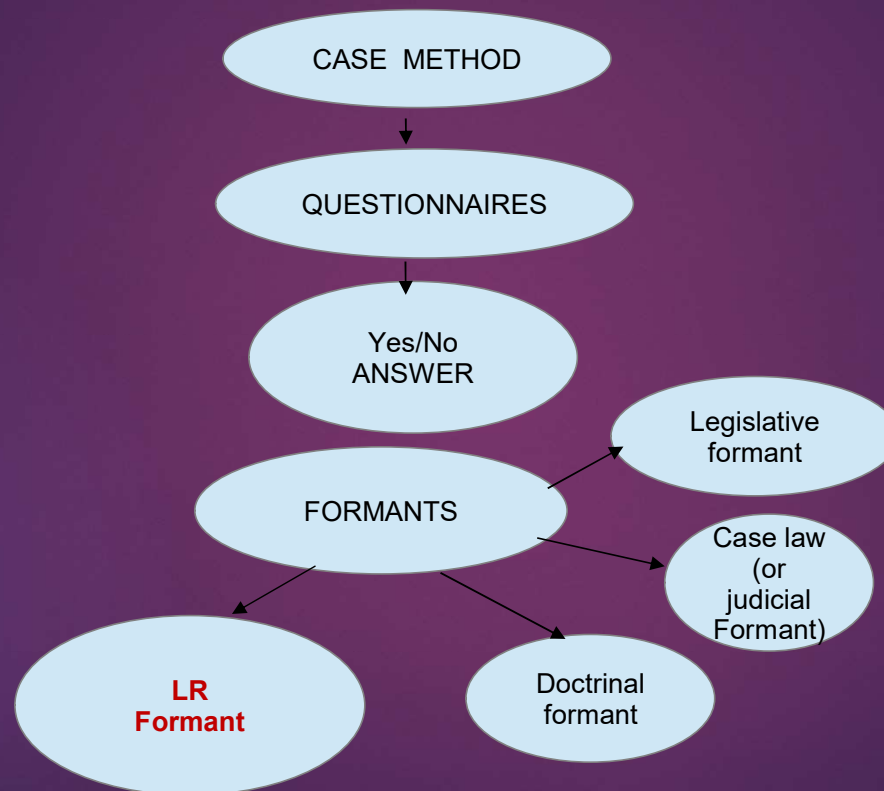 CASE METHOD
QUESTIONNAIRES
Yes/No
ANSWER
Legislative
formant
FORMANTS
Case law
(or
judicial
Formant)
LR
Formant
Doctrinal
formant